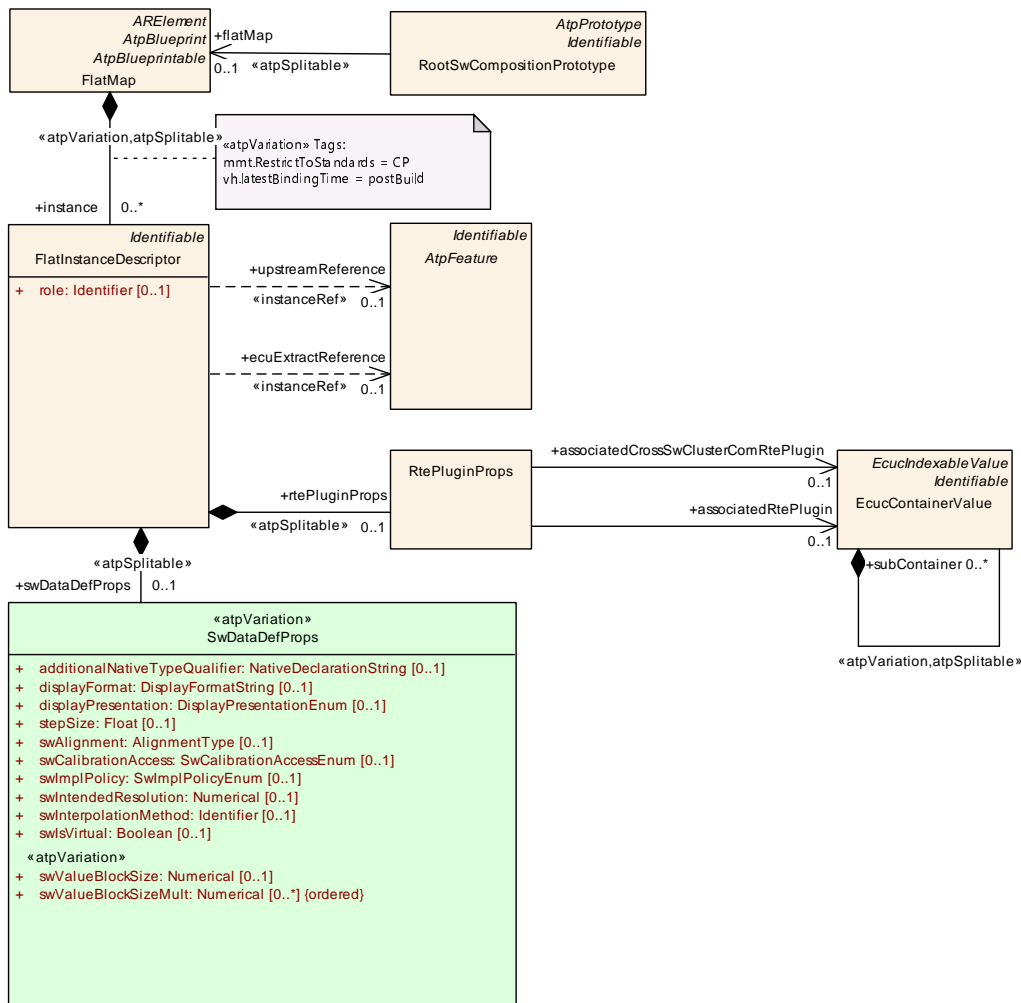 ARElement
AtpBlueprint
AtpBlueprintable
FlatMap
+flatMap
0..1
«atpSplitable»
AtpPrototype
Identifiable
RootSwCompositionPrototype
«atpVariation,atpSplitable»
«atpVariation» Tags:
mmt.RestrictToStandards = CP
vh.latestBindingTime = postBuild
+instance
0..*
Identifiable
FlatInstanceDescriptor
+ role: Identifier [0..1]
Identifiable
AtpFeature
+upstreamReference
«instanceRef»
0..1
+ecuExtractReference
«instanceRef»
0..1
+rtePluginProps
«atpSplitable»
0..1
RtePluginProps
+associatedCrossSwClusterComRtePlugin
0..1
+associatedRtePlugin
0..1
EcucIndexableValue
Identifiable
EcucContainerValue
+subContainer 0..*
«atpVariation,atpSplitable»
«atpSplitable»
+swDataDefProps
0..1
«atpVariation»
SwDataDefProps
+ additionalNativeTypeQualifier: NativeDeclarationString [0..1]
+ displayFormat: DisplayFormatString [0..1]
+ displayPresentation: DisplayPresentationEnum [0..1]
+ stepSize: Float [0..1]
+ swAlignment: AlignmentType [0..1]
+ swCalibrationAccess: SwCalibrationAccessEnum [0..1]
+ swImplPolicy: SwImplPolicyEnum [0..1]
+ swIntendedResolution: Numerical [0..1]
+ swInterpolationMethod: Identifier [0..1]
+ swIsVirtual: Boolean [0..1]
«atpVariation»
+ swValueBlockSize: Numerical [0..1]
+ swValueBlockSizeMult: Numerical [0..*] {ordered}